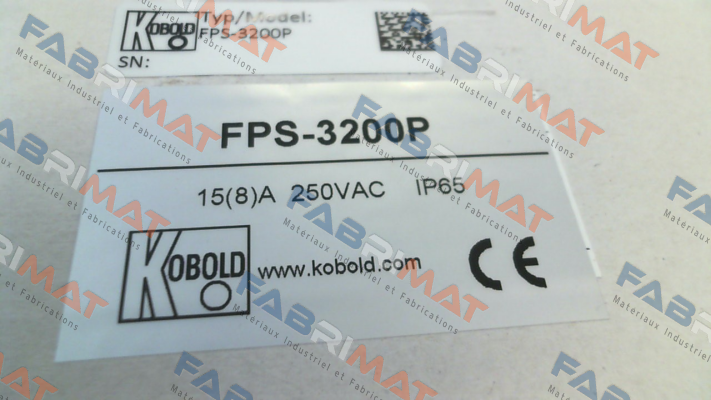 KOBOLD
Typ/Model:
FPS-3200P
SN:
FPS-3200P
15(8)A 250VAC IP65
KOBOLD
www.kobold.com
CE
FABRIMAT
Materiaux Industriel et Fabrications